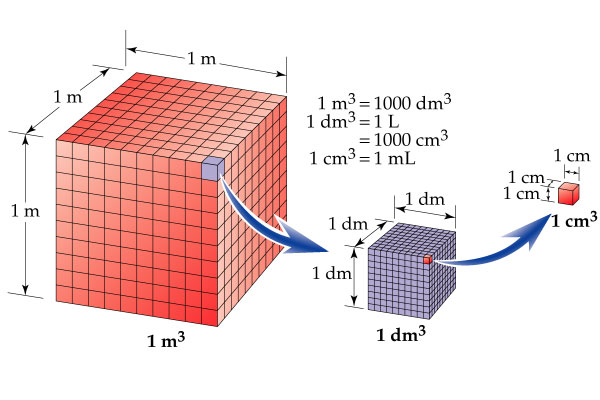 1 m
1 m
1 m
1 m³
1 m³ = 1000 dm³
1 dm³ = 1 L
= 1000 cm³
1 cm³ = 1 mL
1 dm
1 dm
1 dm
1 dm³
1 cm
1 cm
1 cm
1 cm³